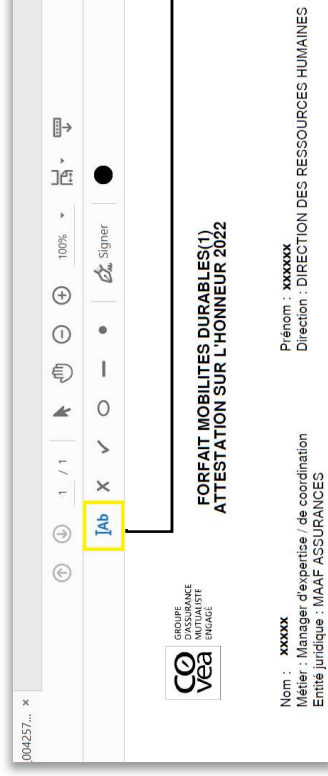 004257... ×
1 / 1
100%
IAb
Signer
COVéa
GROUPE
D'ASSURANCE
MUTUALISTE
ENGAGÉ
FORFAIT MOBILITES DURABLES(1)
ATTESTATION SUR L'HONNEUR 2022
Nom : xxxxx
Prénom : xxxxxx
Métier : Manager d'expertise / de coordination
Direction : DIRECTION DES RESSOURCES HUMAINES
Entité juridique : MAAF ASSURANCES